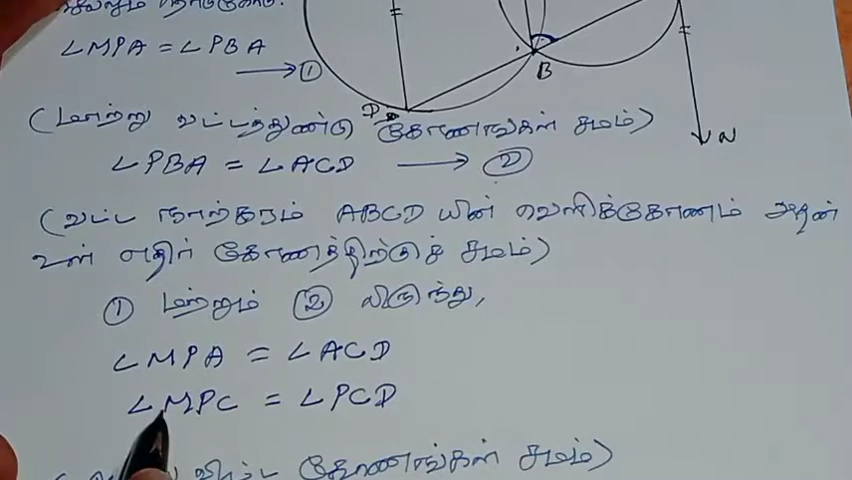 ∠MPA = ∠PBA
→ ①
B
D
N
(மாற்று வட்டத்துண்டு கோணங்கள் சமம்)
∠PBA = ∠ACD → ②
(வட்ட நாற்கரம் ABCD யின் வெளிக்கோணம் அதன்
உள் எதிர் கோணத்திற்குச் சமம்)
① மற்றும் ② யிருந்து,
∠MPA = ∠ACD
∠MPC = ∠PCD
கோணங்கள் சமம்)